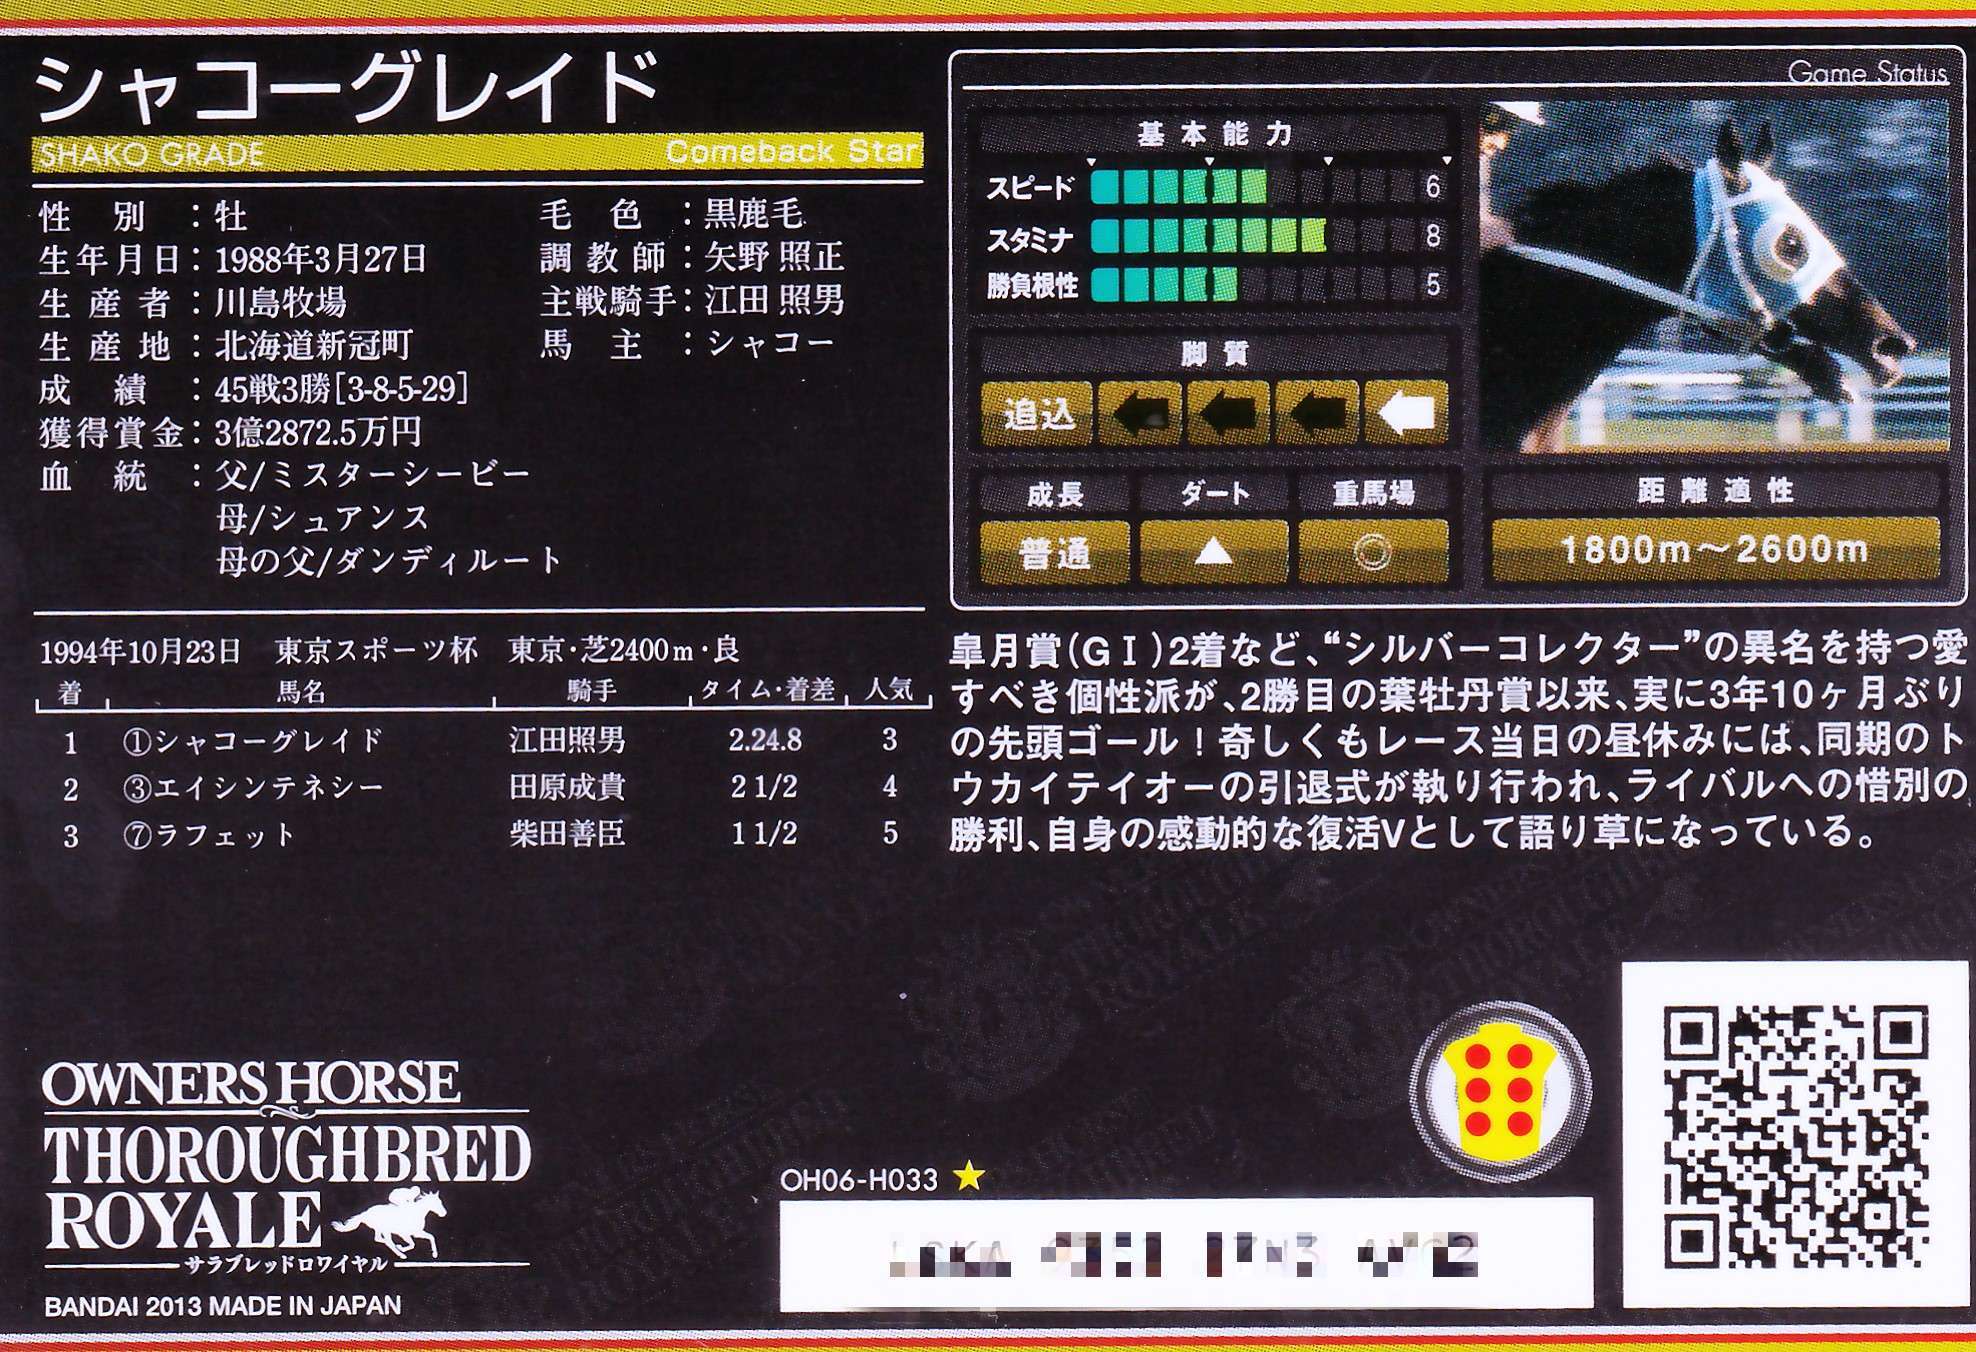 シャコーグレイド
SHAKO GRADE Comeback Star
性別：牡 毛色：黒鹿毛
生年月日：1988年3月27日 調教師：矢野 照正
生産者：川島牧場 主戦騎手：江田 照男
生産地：北海道新冠町 馬主：シャコー
成績：45戦3勝[3-8-5-29]
獲得賞金：3億2872.5万円
血統：父/ミスターシービー
母/シュアンス
母の父/ダンディルート
1994年10月23日 東京スポーツ杯 東京・芝2400m・良
着 馬名 騎手 タイム・着差 人気
1 ①シャコーグレイド 江田照男 2.24.8 3
2 ③エイシンテネシー 田原成貴 2 1/2 4
3 ⑦ラフェット 柴田善臣 1 1/2 5
Game Status
基本能力
スピード 6
スタミナ 8
勝負根性 5
脚質
追込
成長 ダート 重馬場 距離適性
普通 ▲ ◎ 1800m～2600m
皐月賞(GⅠ)2着など、“シルバーコレクター”の異名を持つ愛
すべき個性派が、2勝目の葉牡丹賞以来、実に3年10ヶ月ぶり
の先頭ゴール！奇しくもレース当日の昼休みには、同期のト
ウカイテイオーの引退式が執り行われ、ライバルへの惜別の
勝利、自身の感動的な復活Vとして語り草になっている。
OWNERS HORSE
THOROUGHBRED
ROYALE
サラブレッドロワイヤル
BANDAI 2013 MADE IN JAPAN
OH06-H033 ★